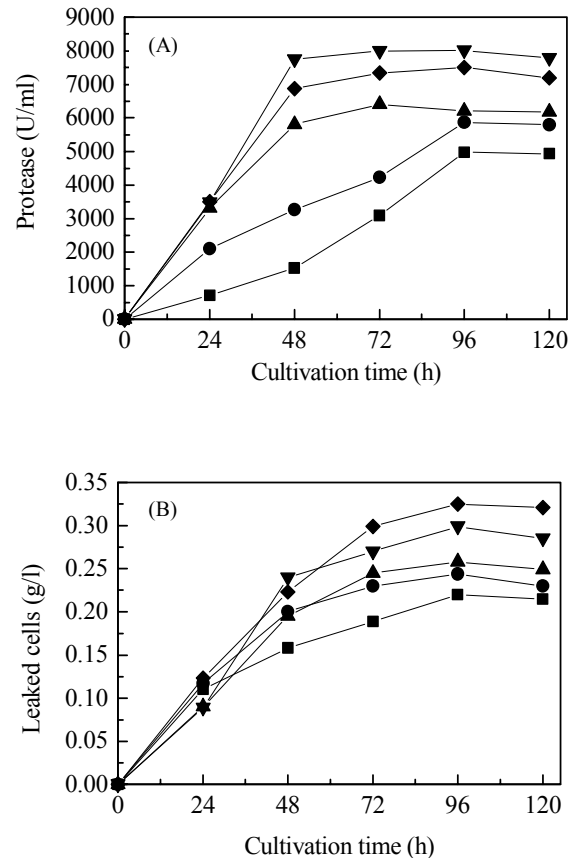 9000
(A)
8000
7000
6000
5000
4000
3000
2000
1000
0
Protease (U/ml)
0 24 48 72 96 120
Cultivation time (h)
0.35
(B)
0.30
0.25
0.20
0.15
0.10
0.05
0.00
Leaked cells (g/l)
0 24 48 72 96 120
Cultivation time (h)